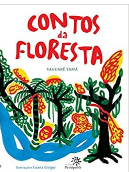 CONTOS
da
FLORESTA
YAGUARÊ YAMÃ
Peirópolis